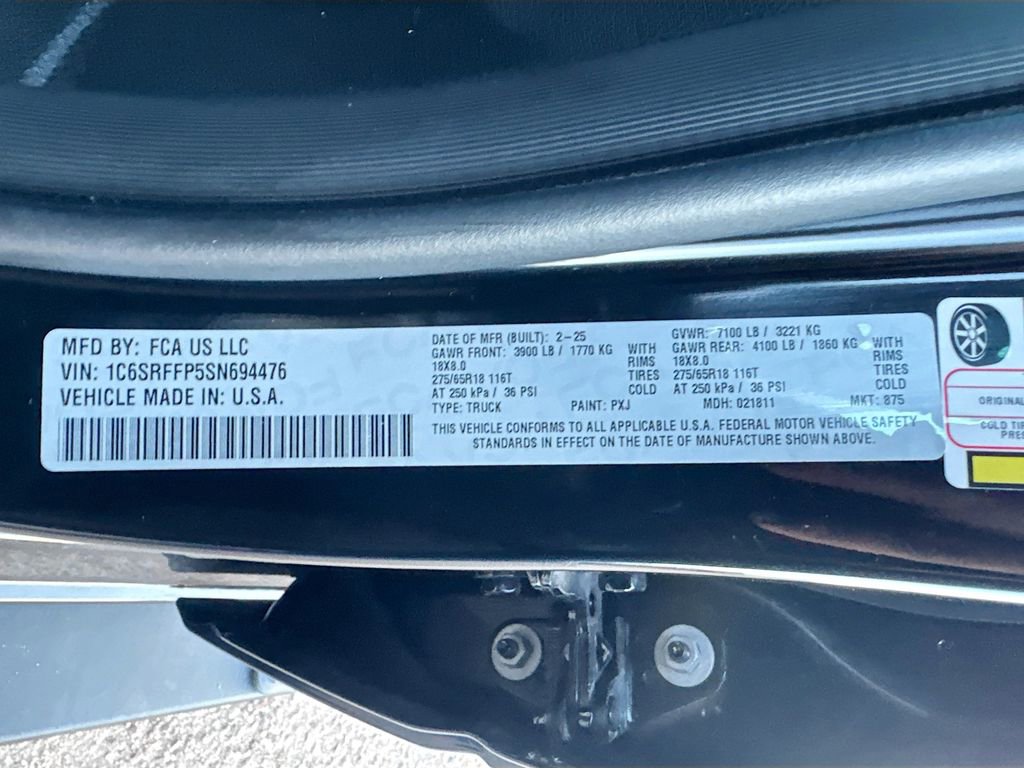 MFD BY: FCA US LLC
VIN: 1C6SRFFP5SN694476
VEHICLE MADE IN: U.S.A.
DATE OF MFR (BUILT): 2-25
GAWR FRONT: 3900 LB / 1770 KG WITH
18X8.0 RIMS
275/65R18 116T TIRES
AT 250 kPa / 36 PSI COLD
TYPE: TRUCK PAINT: PXJ MDH: 021811 MKT: 875
GVWR: 7100 LB / 3221 KG
GAWR REAR: 4100 LB / 1860 KG WITH
18X8.0 RIMS
275/65R18 116T TIRES
AT 250 kPa / 36 PSI COLD
THIS VEHICLE CONFORMS TO ALL APPLICABLE U.S.A. FEDERAL MOTOR VEHICLE SAFETY
STANDARDS IN EFFECT ON THE DATE OF MANUFACTURE SHOWN ABOVE.
ORIGINAL
COLD